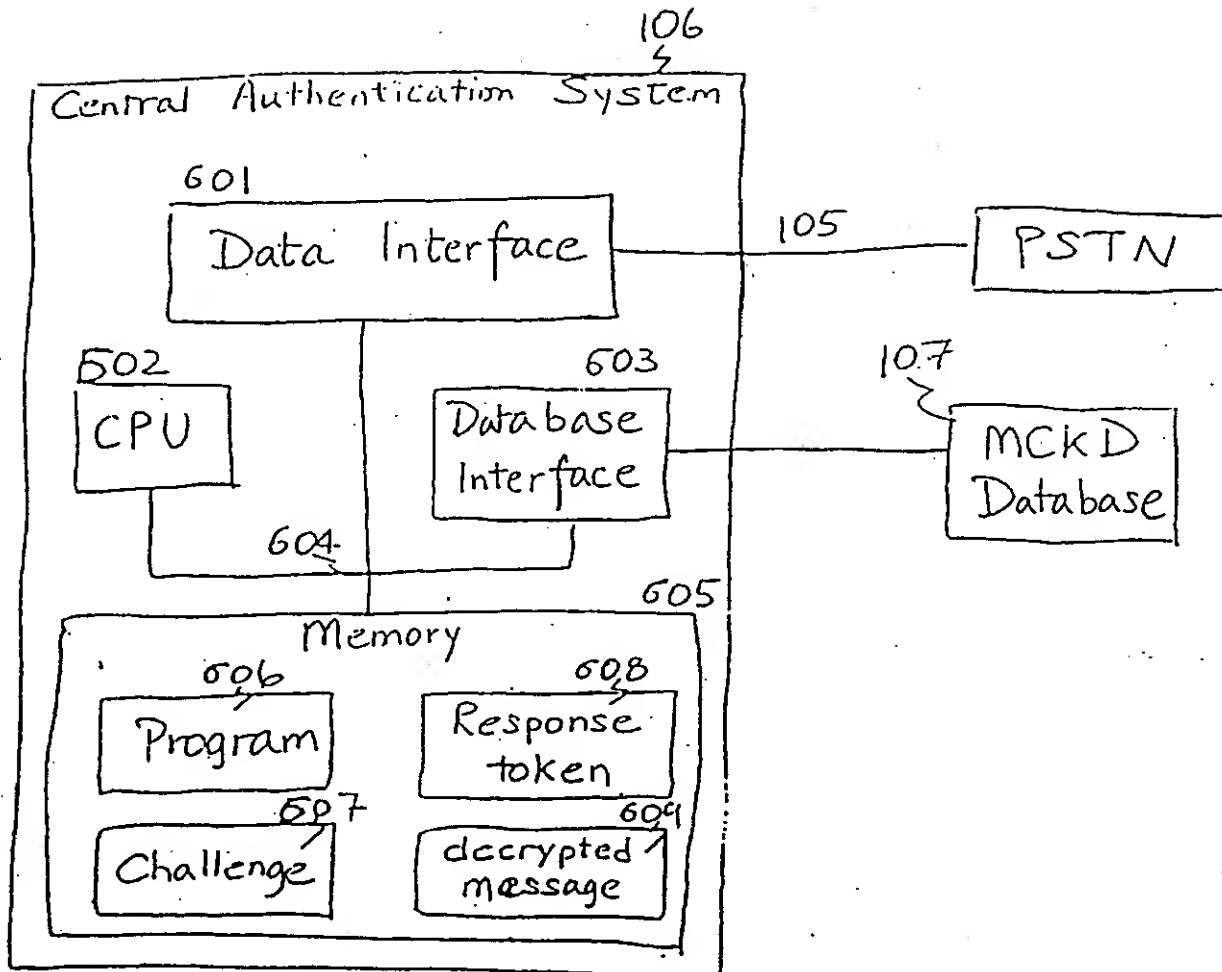 106
Central Authentication System
601
Data Interface
105
PSTN
602
CPU
603
Database
Interface
107
MCKD
Database
604
605
Memory
606
Program
608
Response
token
607
Challenge
609
decrypted
message